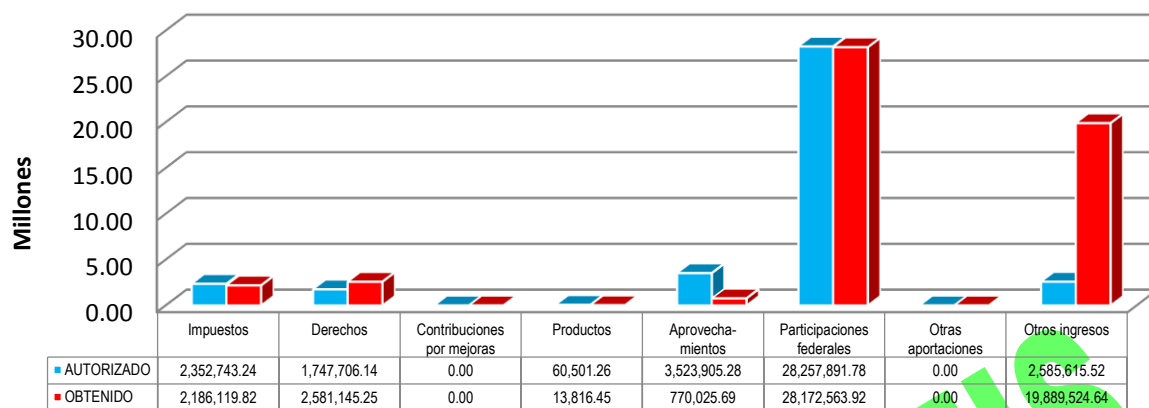 Millones
30.00
25.00
20.00
15.00
10.00
5.00
0.00
Impuestos Derechos Contribuciones por mejoras Productos Aprovecha- mientos Participaciones federales Otras aportaciones Otros ingresos
AUTORIZADO 2,352,743.24 1,747,706.14 0.00 60,501.26 3,523,905.28 28,257,891.78 0.00 2,585,615.52
OBTENIDO 2,186,119.82 2,581,145.25 0.00 13,816.45 770,025.69 28,172,563.92 0.00 19,889,524.64